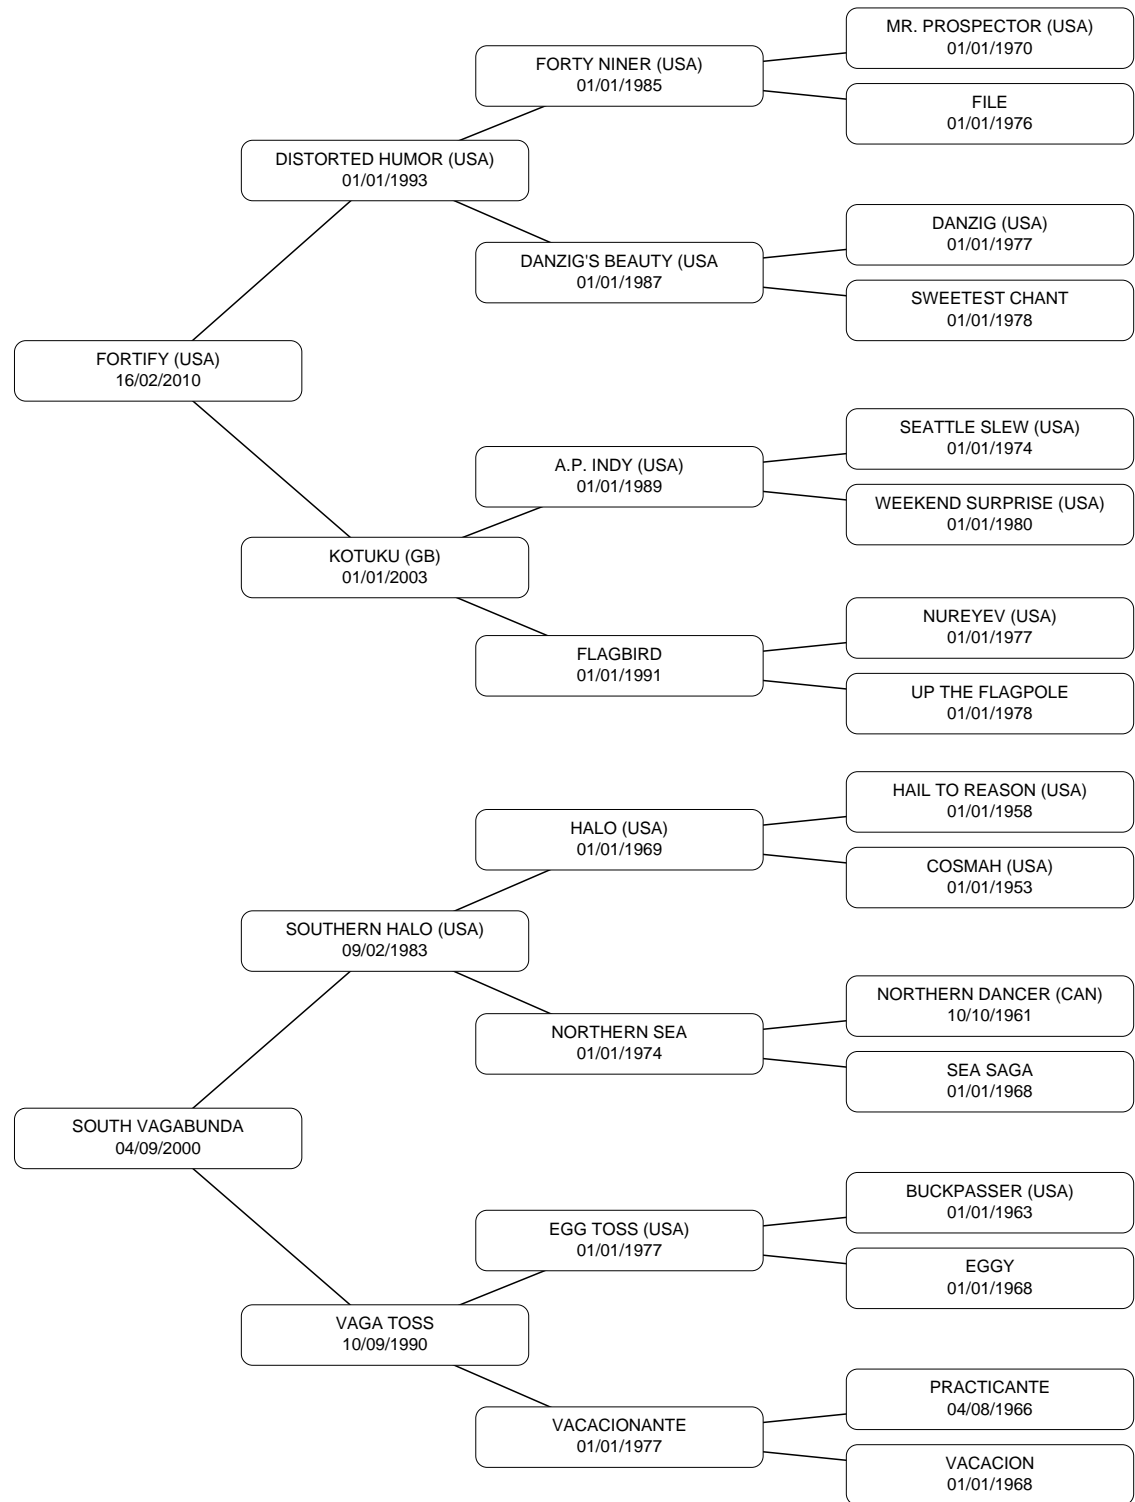 MR. PROSPECTOR (USA)
01/01/1970
FORTY NINER (USA)
01/01/1985
FILE
01/01/1976
DISTORTED HUMOR (USA)
01/01/1993
DANZIG (USA)
01/01/1977
DANZIG'S BEAUTY (USA
01/01/1987
SWEETEST CHANT
01/01/1978
FORTIFY (USA)
16/02/2010
SEATTLE SLEW (USA)
01/01/1974
A.P. INDY (USA)
01/01/1989
WEEKEND SURPRISE (USA)
01/01/1980
KOTUKU (GB)
01/01/2003
NUREYEV (USA)
01/01/1977
FLAGBIRD
01/01/1991
UP THE FLAGPOLE
01/01/1978
HAIL TO REASON (USA)
01/01/1958
HALO (USA)
01/01/1969
COSMAH (USA)
01/01/1953
SOUTHERN HALO (USA)
09/02/1983
NORTHERN DANCER (CAN)
10/10/1961
NORTHERN SEA
01/01/1974
SEA SAGA
01/01/1968
SOUTH VAGABUNDA
04/09/2000
BUCKPASSER (USA)
01/01/1963
EGG TOSS (USA)
01/01/1977
EGGY
01/01/1968
VAGA TOSS
10/09/1990
PRACTICANTE
04/08/1966
VACACIONANTE
01/01/1977
VACACION
01/01/1968